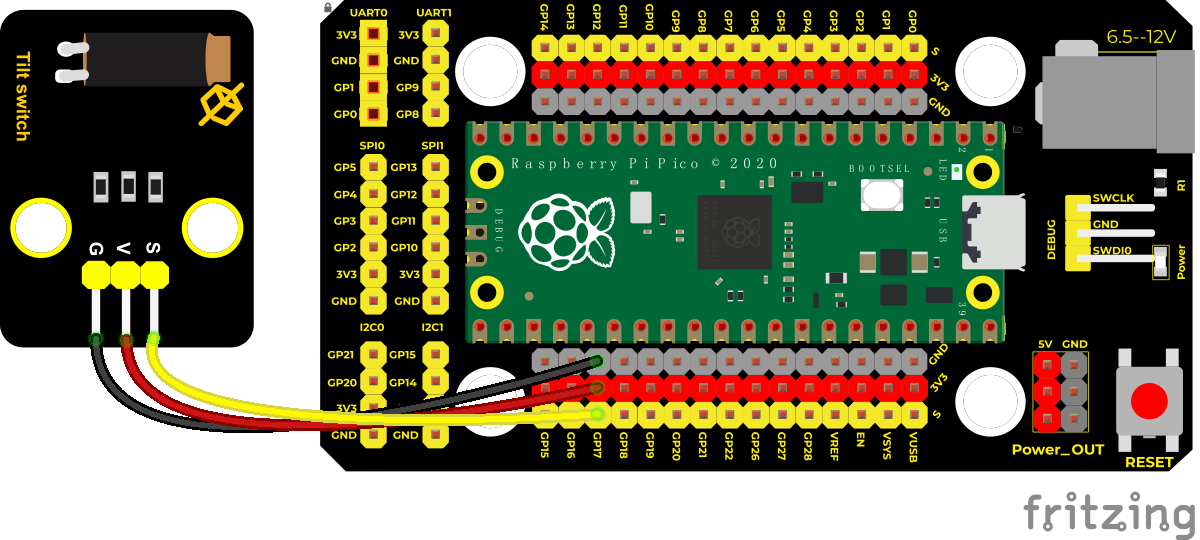 Tilt switch
G V S
UART0 UART1
3V3 3V3
GND GND
GP1 GP9
GP0 GP8
SPI0 SPI1
GP5 GP13
GP4 GP12
GP3 GP11
GP2 GP10
3V3 3V3
GND GND
I2C0 I2C1
GP21 GP15
GP20 GP14
3V3
GND GND
GP14 GP13 GP12 GP11 GP10 GP9 GP8 GP7 GP6 GP5 GP4 GP3 GP2 GP1 GP0
S
3V3
GND
Raspberry Pi Pico © 2020
BOOTSEL
LED
2 1
DEBUG
USB
39
GND
3V3
S
GP15 GP16 GP17 GP18 GP19 GP20 GP21 GP22 GP26 GP27 GP28 VREF EN VSYS VUSB
6.5--12V
R1
SWCLK
GND
SWDI0
DEBUG
Power
5V GND
Power_OUT
RESET
fritzing